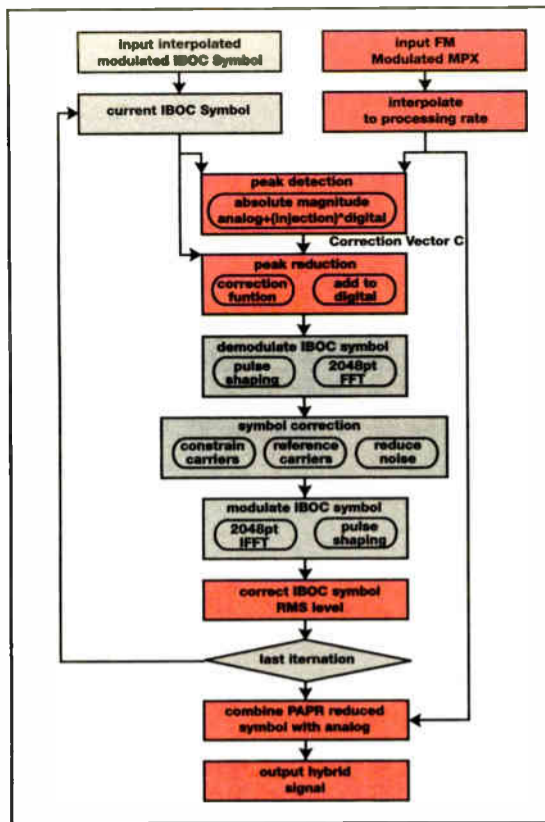 input interpolated
modulated IBOC Symbol
input FM
Modulated MPX
current IBOC Symbol
interpolate
to processing rate
peak detection
absolute magnitude
analog+(injection)*digital
Correction Vector C
peak reduction
correction
funtion
add to
digital
demodulate IBOC symbol
pulse
shaping
2048pt
FFT
symbol correction
constrain
carriers
reference
carriers
reduce
noise
modulate IBOC symbol
2048pt
IFFT
pulse
shaping
correct IBOC symbol
RMS level
last iternation
combine PAPR reduced
symbol with analog
output hybrid
signal